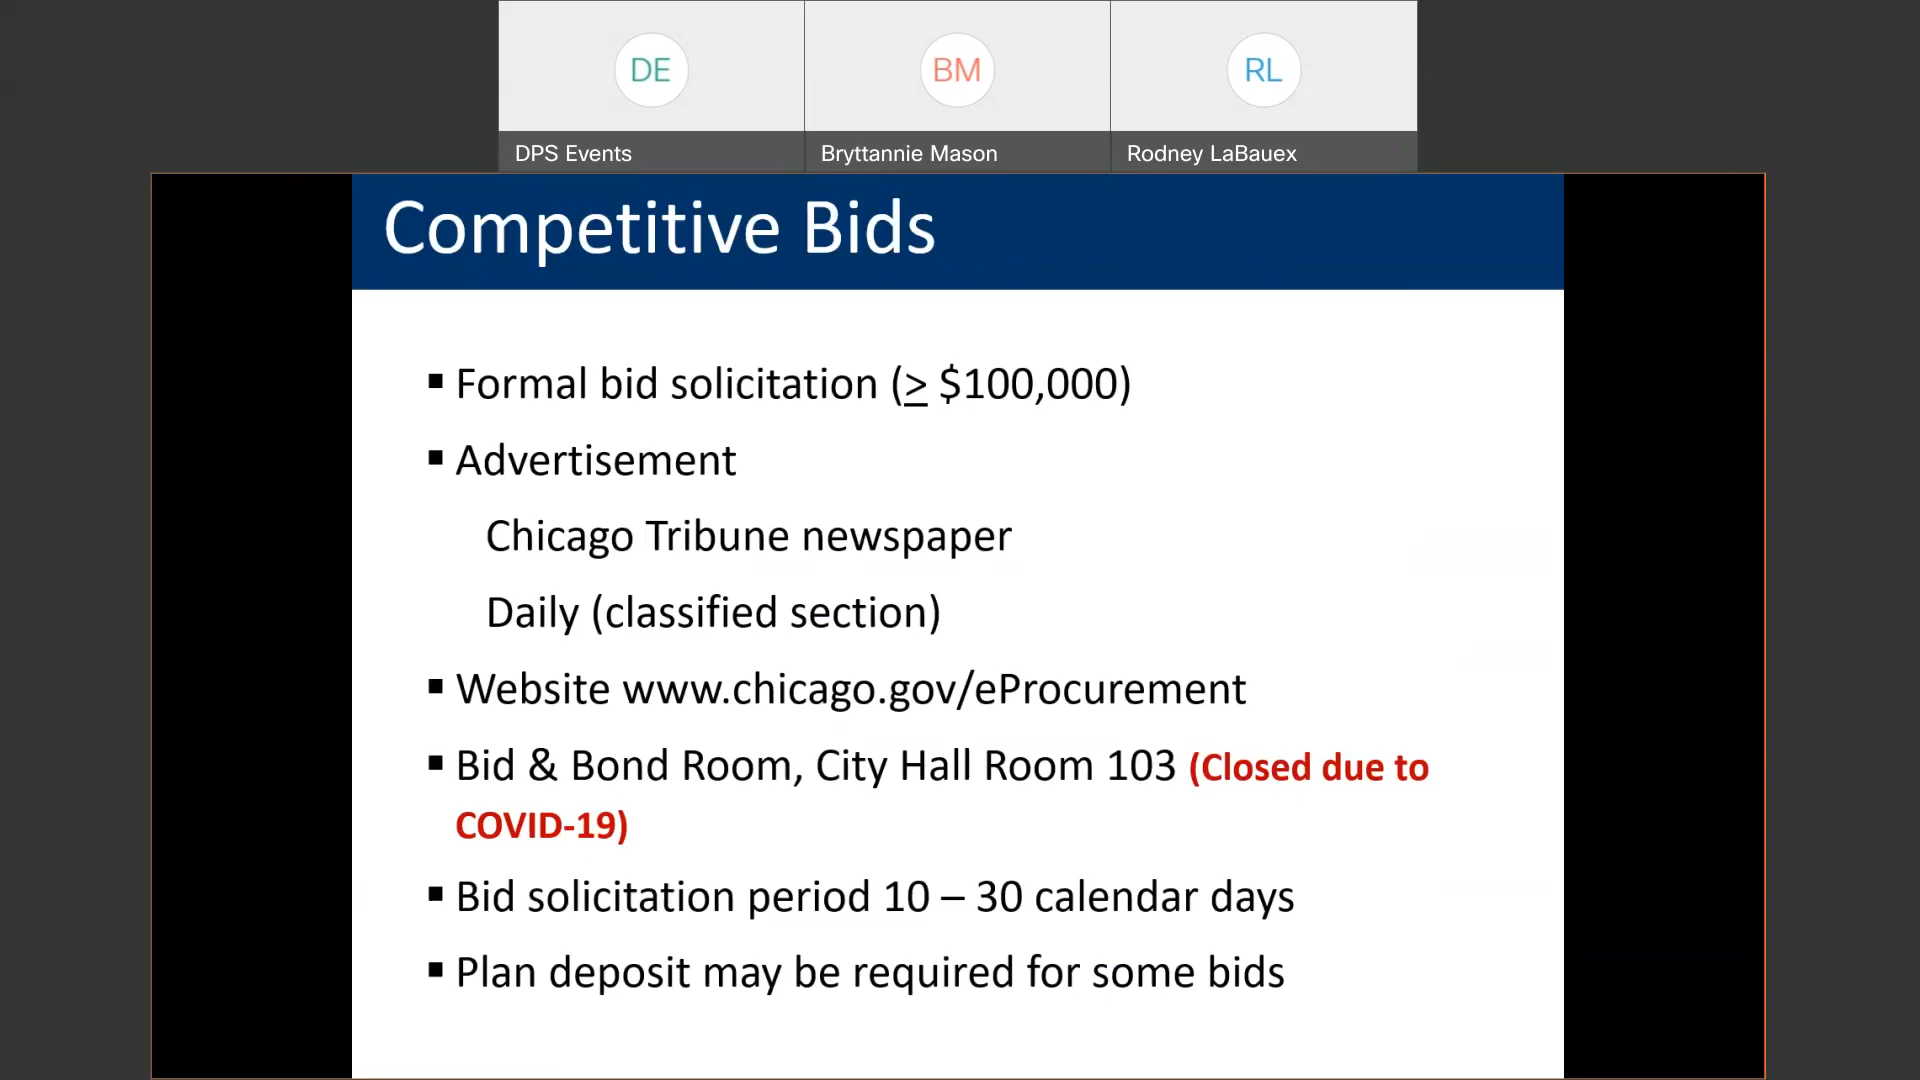 DE
BM
RL
DPS Events
Bryttannie Mason
Rodney LaBauex
Competitive Bids
▪ Formal bid solicitation (≥ $100,000)
▪ Advertisement
Chicago Tribune newspaper
Daily (classified section)
▪ Website www.chicago.gov/eProcurement
▪ Bid & Bond Room, City Hall Room 103 (Closed due to
COVID-19)
▪ Bid solicitation period 10 – 30 calendar days
▪ Plan deposit may be required for some bids